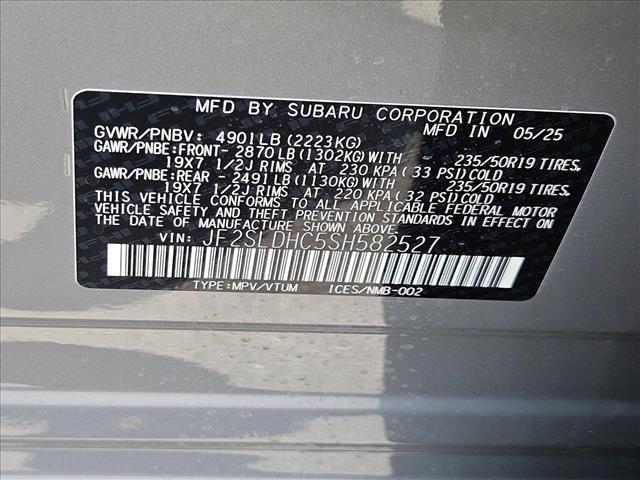 MFD BY SUBARU CORPORATION
GVWR/PNBV: 4901LB (2223KG) MFD IN 05/25
GAWR/PNBE:FRONT-2870LB (1302KG) WITH 235/50R19 TIRES,
19X7 1/2J RIMS AT 230 KPA (33 PSI) COLD
GAWR/PNBE:REAR -2491LB (1130KG) WITH 235/50R19 TIRES,
19X7 1/2J RIMS AT 220 KPA (32 PSI) COLD
THIS VEHICLE CONFORMS TO ALL APPLICABLE FEDERAL MOTOR
VEHICLE SAFETY AND THEFT PREVENTION STANDARDS IN EFFECT ON
THE DATE OF MANUFACTURE SHOWN ABOVE.
VIN: JF2SLDHC5SH582527
TYPE:MPV/VTUM ICES/NMB-002